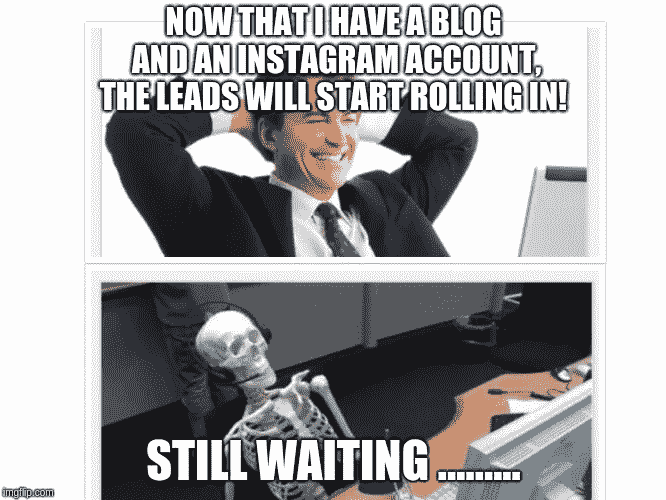 NOW THAT I HAVE A BLOG
AND AN INSTAGRAM ACCOUNT,
THE LEADS WILL START ROLLING IN!
STILL WAITING .........
imgflip.com